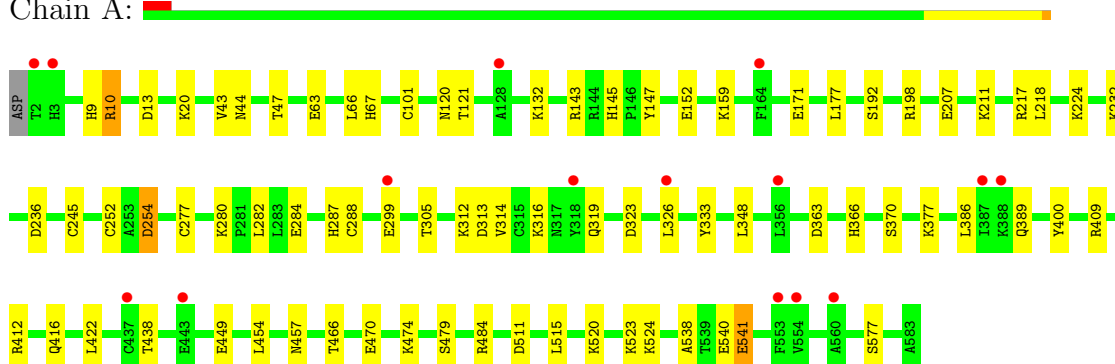 Chain A:
ASP T2 H3 H9 R10 D13 K20 V43 N44 T47 E63 L66 H67 C101 N120 T121 A128 K132 R143 R144 H145 P146 Y147 E152 K159 F164 E171 L177 S192 R198 E207 K211 R217 L218 K224
D236 C245 C252 A253 D254 C277 K280 P281 L282 L283 E284 H287 C288 E299 T305 K312 D313 V314 C315 K316 N317 Y318 Q319 D323 L326 Y333 L348 L356 D363 H366 S370 K377 L386 I387 K388 Q389 Y400 R409
R412 Q416 L422 C437 T438 E443 E449 L454 N457 T466 E470 K474 S479 R484 D511 L515 K520 K523 K524 A538 T539 E540 E541 F553 V554 A560 S577 A583